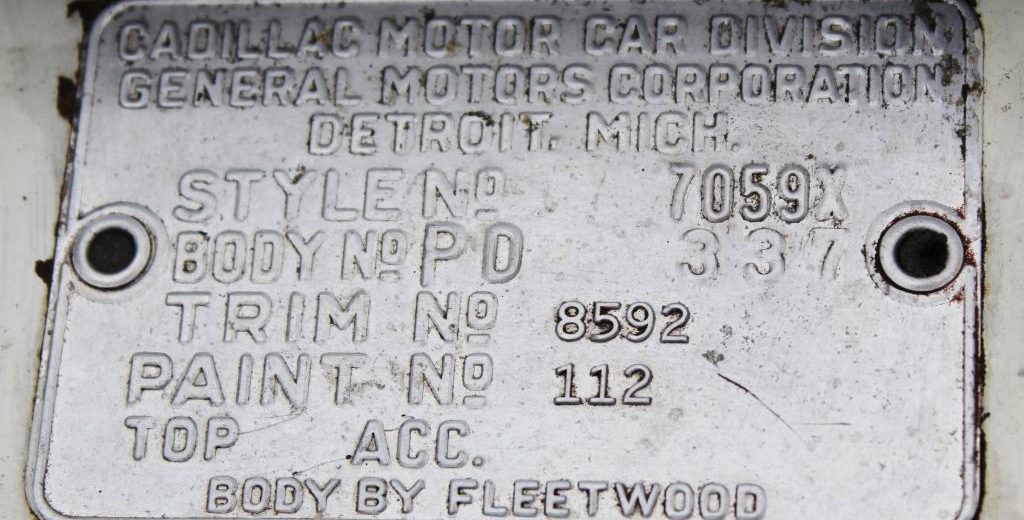 CADILLAC MOTOR CAR DIVISION
GENERAL MOTORS CORPORATION
DETROIT, MICH.
STYLE Nº 7059X
BODY Nº PD 337
TRIM Nº 8592
PAINT Nº 112
TOP ACC.
BODY BY FLEETWOOD